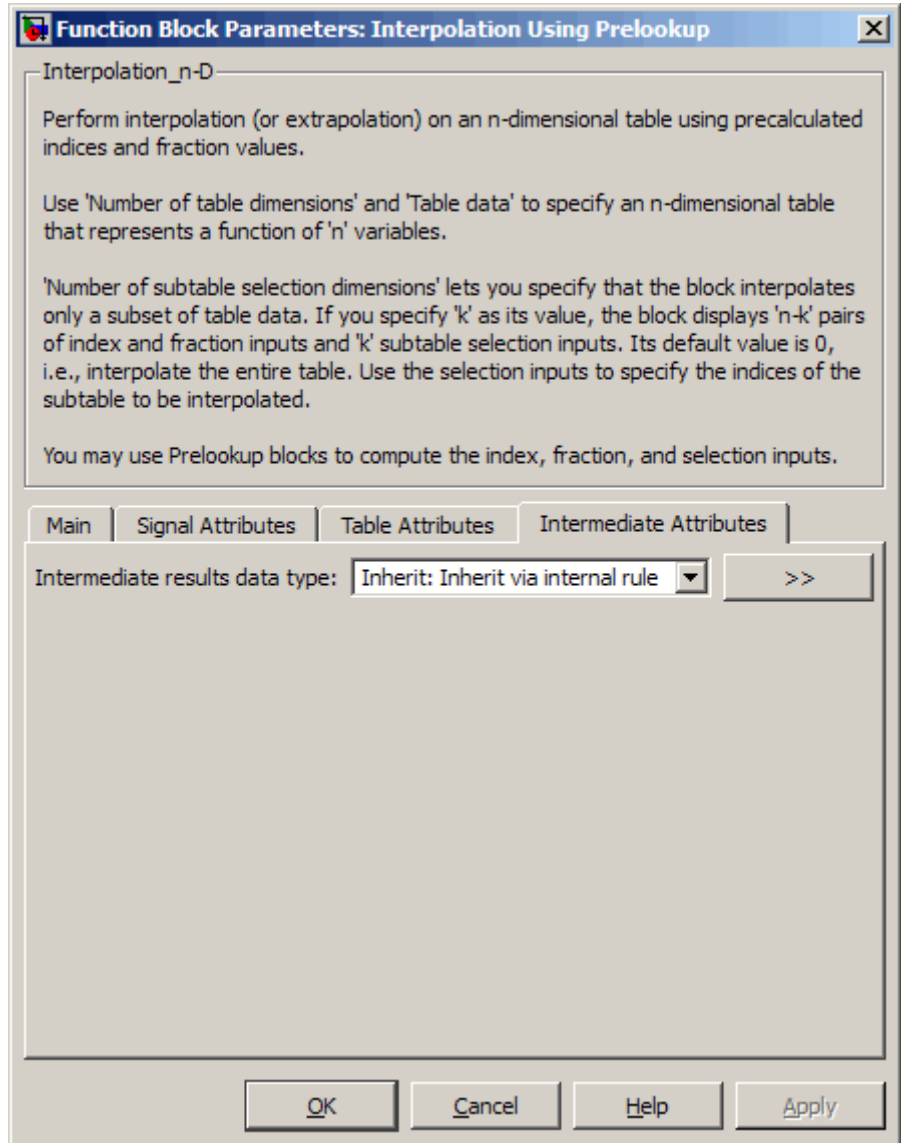 Function Block Parameters: Interpolation Using Prelookup
Interpolation_n-D
Perform interpolation (or extrapolation) on an n-dimensional table using precalculated
indices and fraction values.
Use 'Number of table dimensions' and 'Table data' to specify an n-dimensional table
that represents a function of 'n' variables.
'Number of subtable selection dimensions' lets you specify that the block interpolates
only a subset of table data. If you specify 'k' as its value, the block displays 'n-k' pairs
of index and fraction inputs and 'k' subtable selection inputs. Its default value is 0,
i.e., interpolate the entire table. Use the selection inputs to specify the indices of the
subtable to be interpolated.
You may use Prelookup blocks to compute the index, fraction, and selection inputs.
Main Signal Attributes Table Attributes Intermediate Attributes
Intermediate results data type: Inherit: Inherit via internal rule >>
OK Cancel Help Apply